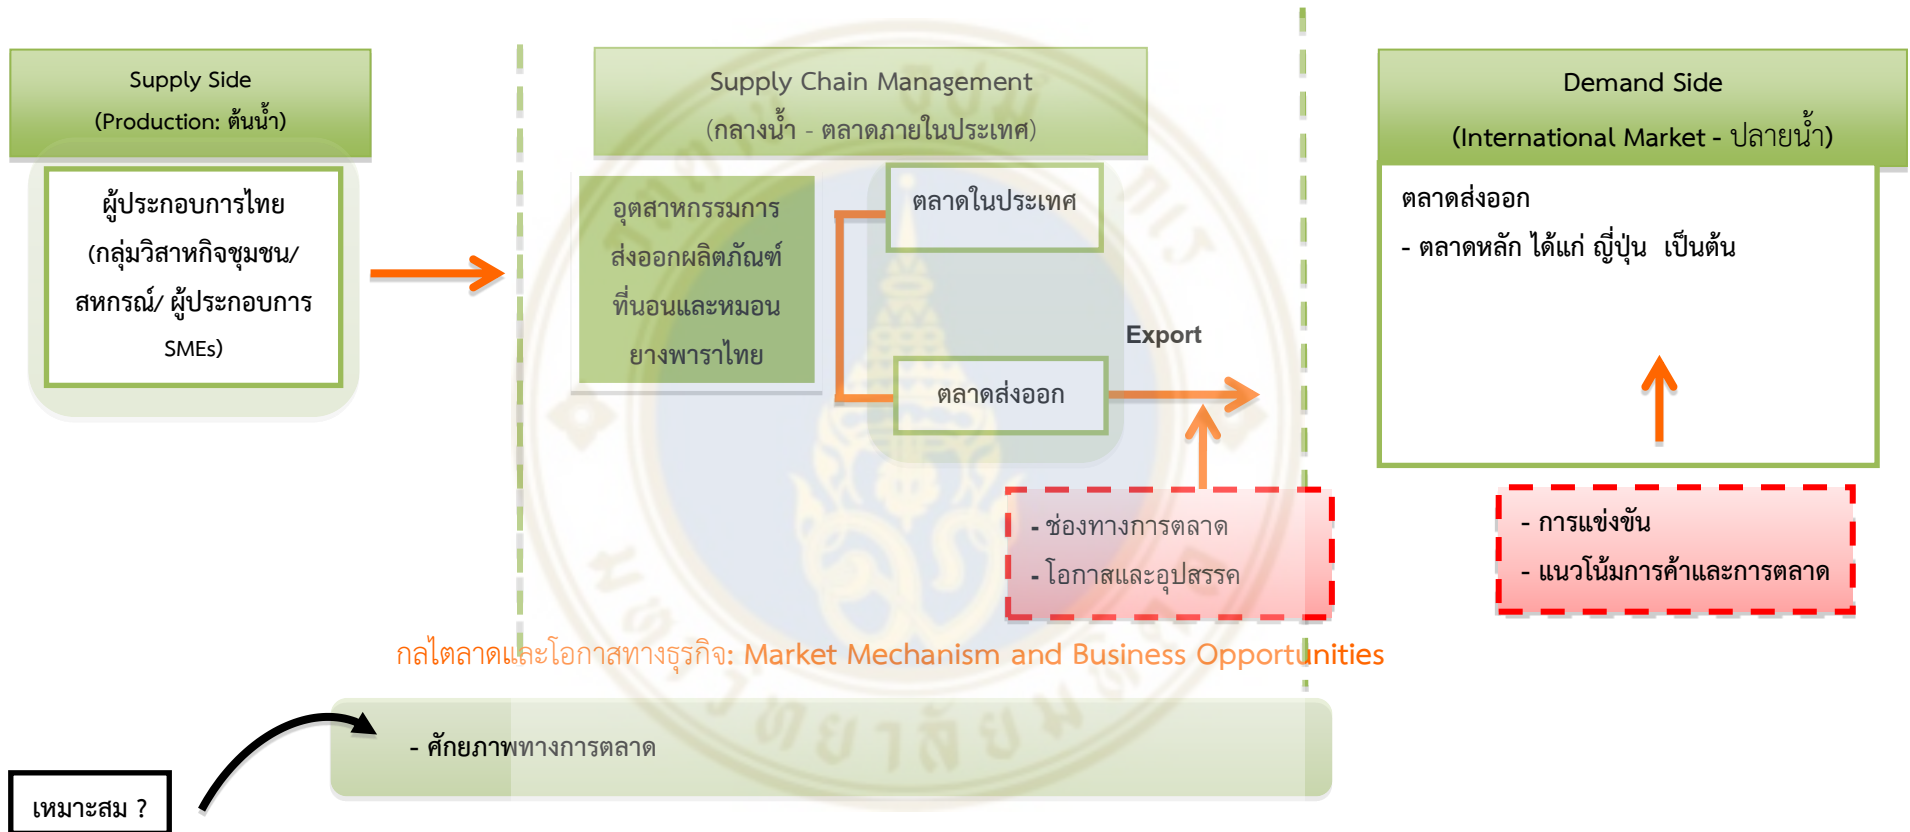 Supply Side
(Production: ต้นน้ำ)
ผู้ประกอบการไทย
(กลุ่มวิสาหกิจชุมชน/
สหกรณ์/ ผู้ประกอบการ
SMEs)
Supply Chain Management
(กลางน้ำ - ตลาดภายในประเทศ)
อุตสาหกรรมการ
ส่งออกผลิตภัณฑ์
ที่นอนและหมอน
ยางพาราไทย
ตลาดในประเทศ
ตลาดส่งออก
Export
- ช่องทางการตลาด
- โอกาสและอุปสรรค
Demand Side
(International Market - ปลายน้ำ)
ตลาดส่งออก
- ตลาดหลัก ได้แก่ ญี่ปุ่น เป็นต้น
- การแข่งขัน
- แนวโน้มการค้าและการตลาด
กลไตลาดและโอกาสทางธุรกิจ: Market Mechanism and Business Opportunities
- ศักยภาพทางการตลาด
เหมาะสม ?